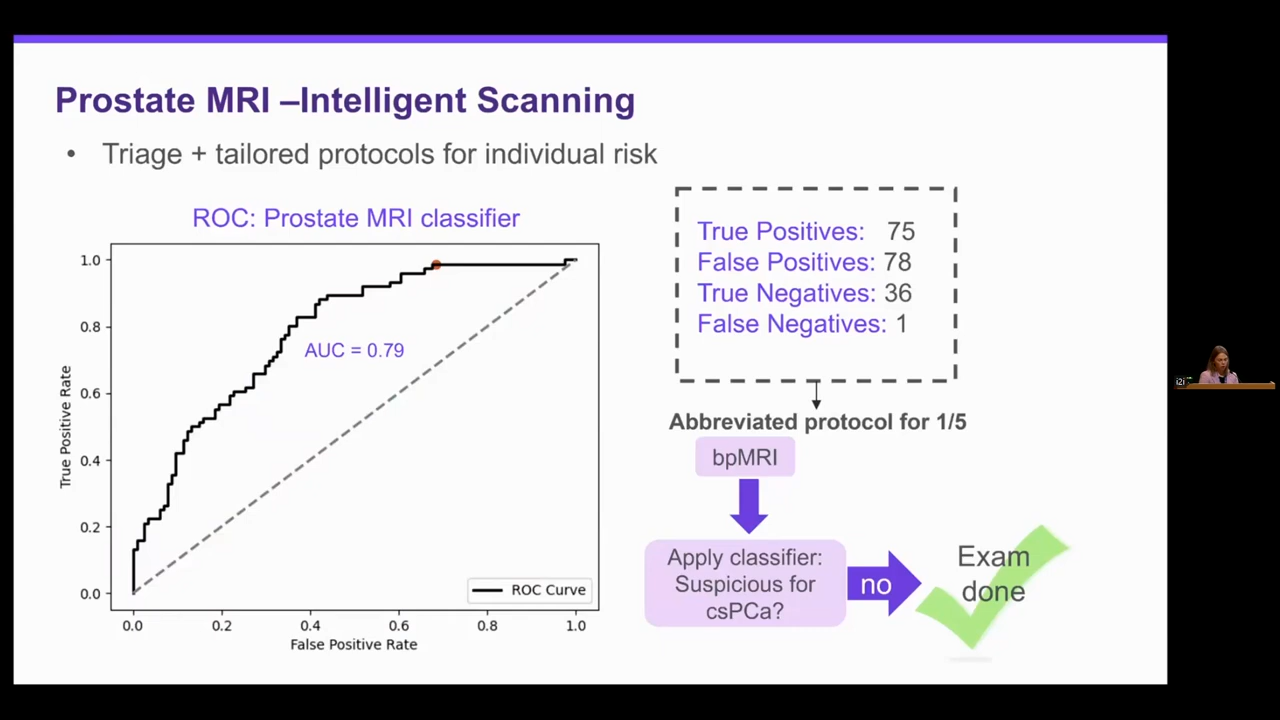 Prostate MRI –Intelligent Scanning
• Triage + tailored protocols for individual risk
ROC: Prostate MRI classifier
1.0
0.8
0.6
0.4
0.2
0.0
True Positive Rate
AUC = 0.79
ROC Curve
0.0 0.2 0.4 0.6 0.8 1.0
False Positive Rate
True Positives: 75
False Positives: 78
True Negatives: 36
False Negatives: 1
Abbreviated protocol for 1/5
bpMRI
Apply classifier:
Suspicious for
csPCa?
no
Exam
done
i2i